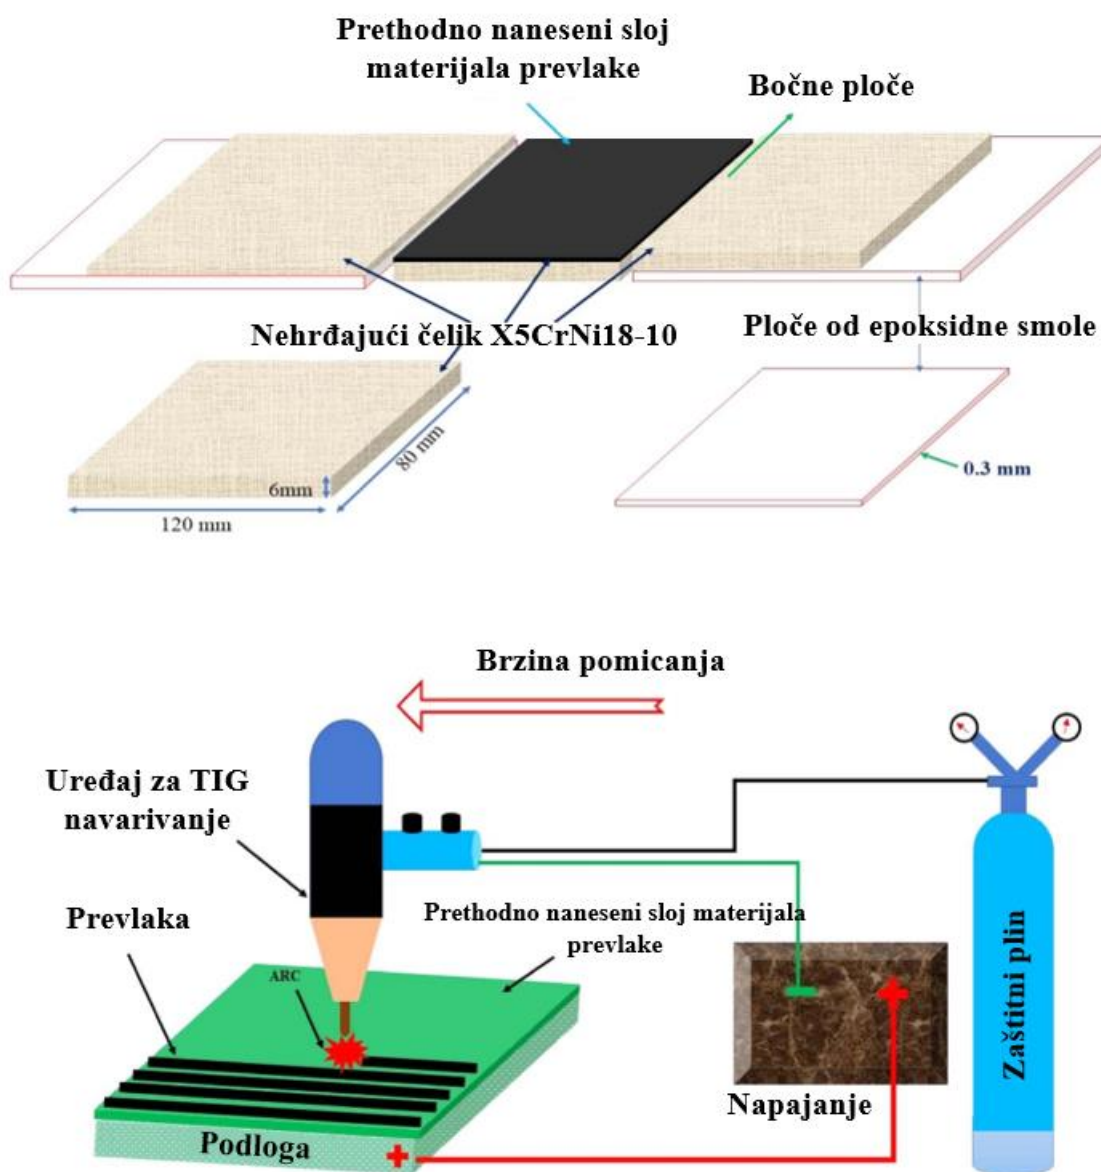 Prethodno naneseni sloj
materijala prevlake
Bočne ploče
Nehrđajući čelik X5CrNi18-10
Ploče od epoksidne smole
80 mm
6mm
120 mm
0.3 mm
Brzina pomicanja
Uređaj za TIG
navarivanje
Prevlaka
Prethodno naneseni sloj materijala
prevlake
ARC
Zaštitni plin
Napajanje
Podloga